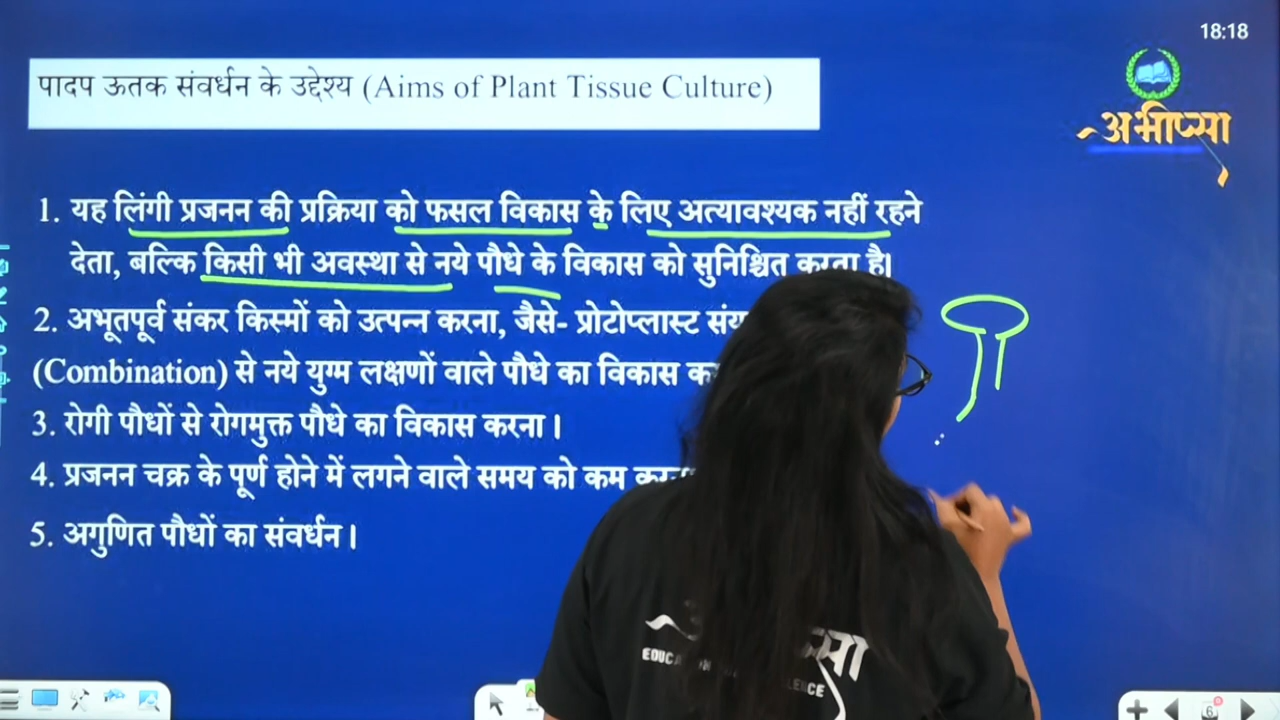 18:18
पादप ऊतक संवर्धन के उद्देश्य (Aims of Plant Tissue Culture)
अभीप्सा
1. यह लिंगी प्रजनन की प्रक्रिया को फसल विकास के लिए अत्यावश्यक नहीं रहने
देता, बल्कि किसी भी अवस्था से नये पौधे के विकास को सुनिश्चित करता है।
2. अभूतपूर्व संकर किस्मों को उत्पन्न करना, जैसे- प्रोटोप्लास्ट
(Combination) से नये युग्म लक्षणों वाले पौधे का विकास
3. रोगी पौधों से रोगमुक्त पौधे का विकास करना।
4. प्रजनन चक्र के पूर्ण होने में लगने वाले समय को कम
5. अगुणित पौधों का संवर्धन।
6